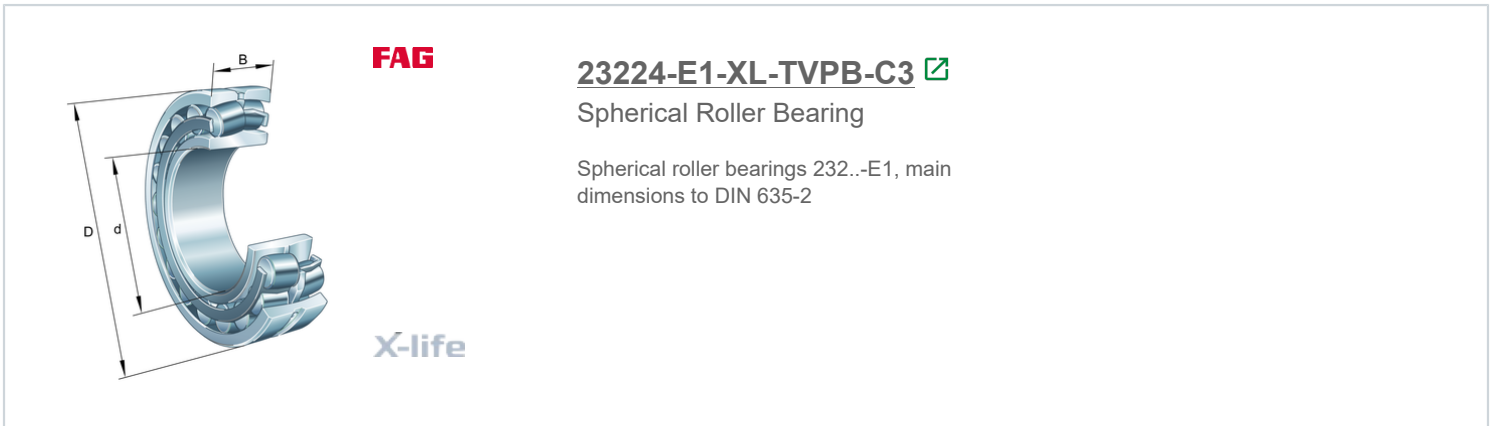 B
D
d
FAG
X-life
23224-E1-XL-TVPB-C3
Spherical Roller Bearing
Spherical roller bearings 232..-E1, main
dimensions to DIN 635-2